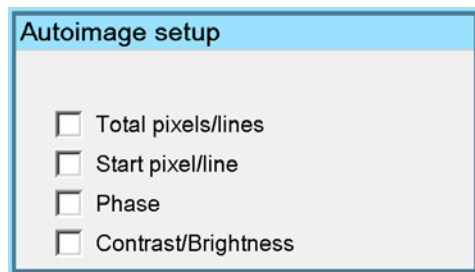 Autoimage setup
Total pixels/lines
Start pixel/line
Phase
Contrast/Brightness